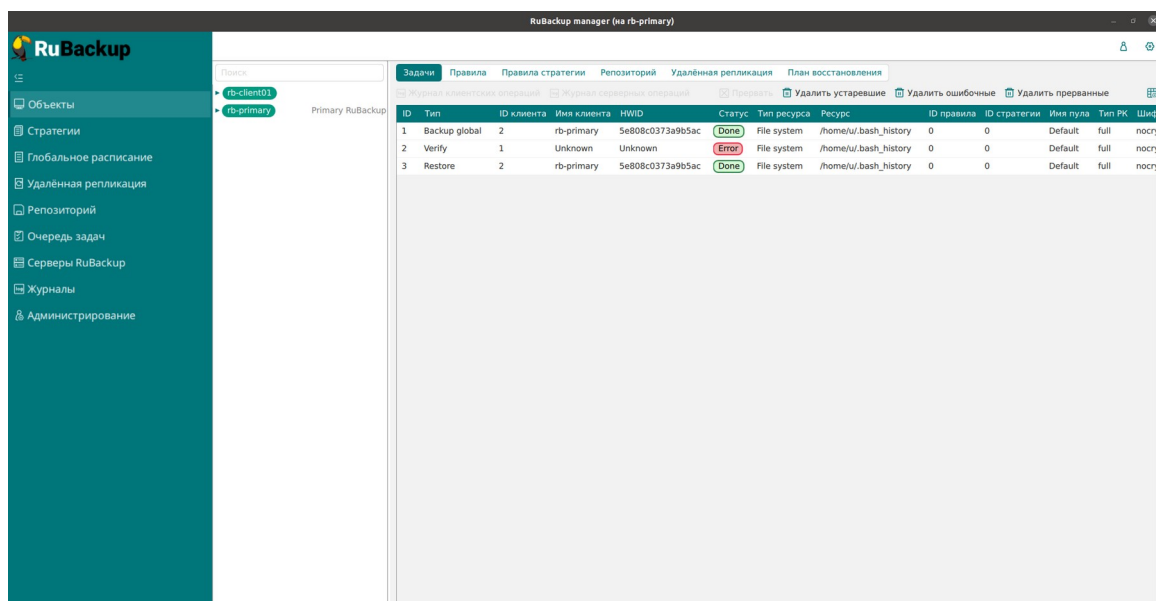 RuBackup manager (на rb-primary)
RuBackup
Объекты
Стратегии
Глобальное расписание
Удалённая репликация
Репозиторий
Очередь задач
Серверы RuBackup
Журналы
Администрирование
Поиск
rb-client01
rb-primary Primary RuBackup
Задачи Правила Правила стратегии Репозиторий Удалённая репликация План восстановления
Журнал клиентских операций Журнал серверных операций Прервать Удалить устаревшие Удалить ошибочные Удалить прерванные
ID Тип ID клиента Имя клиента HWID Статус Тип ресурса Ресурс ID правила ID стратегии Имя пула Тип РК Шиф
1 Backup global 2 rb-primary 5e808c0373a9b5ac Done File system /home/u/.bash_history 0 0 Default full nocry
2 Verify 1 Unknown Unknown Error File system /home/u/.bash_history 0 0 Default full nocry
3 Restore 2 rb-primary 5e808c0373a9b5ac Done File system /home/u/.bash_history 0 0 Default full nocry